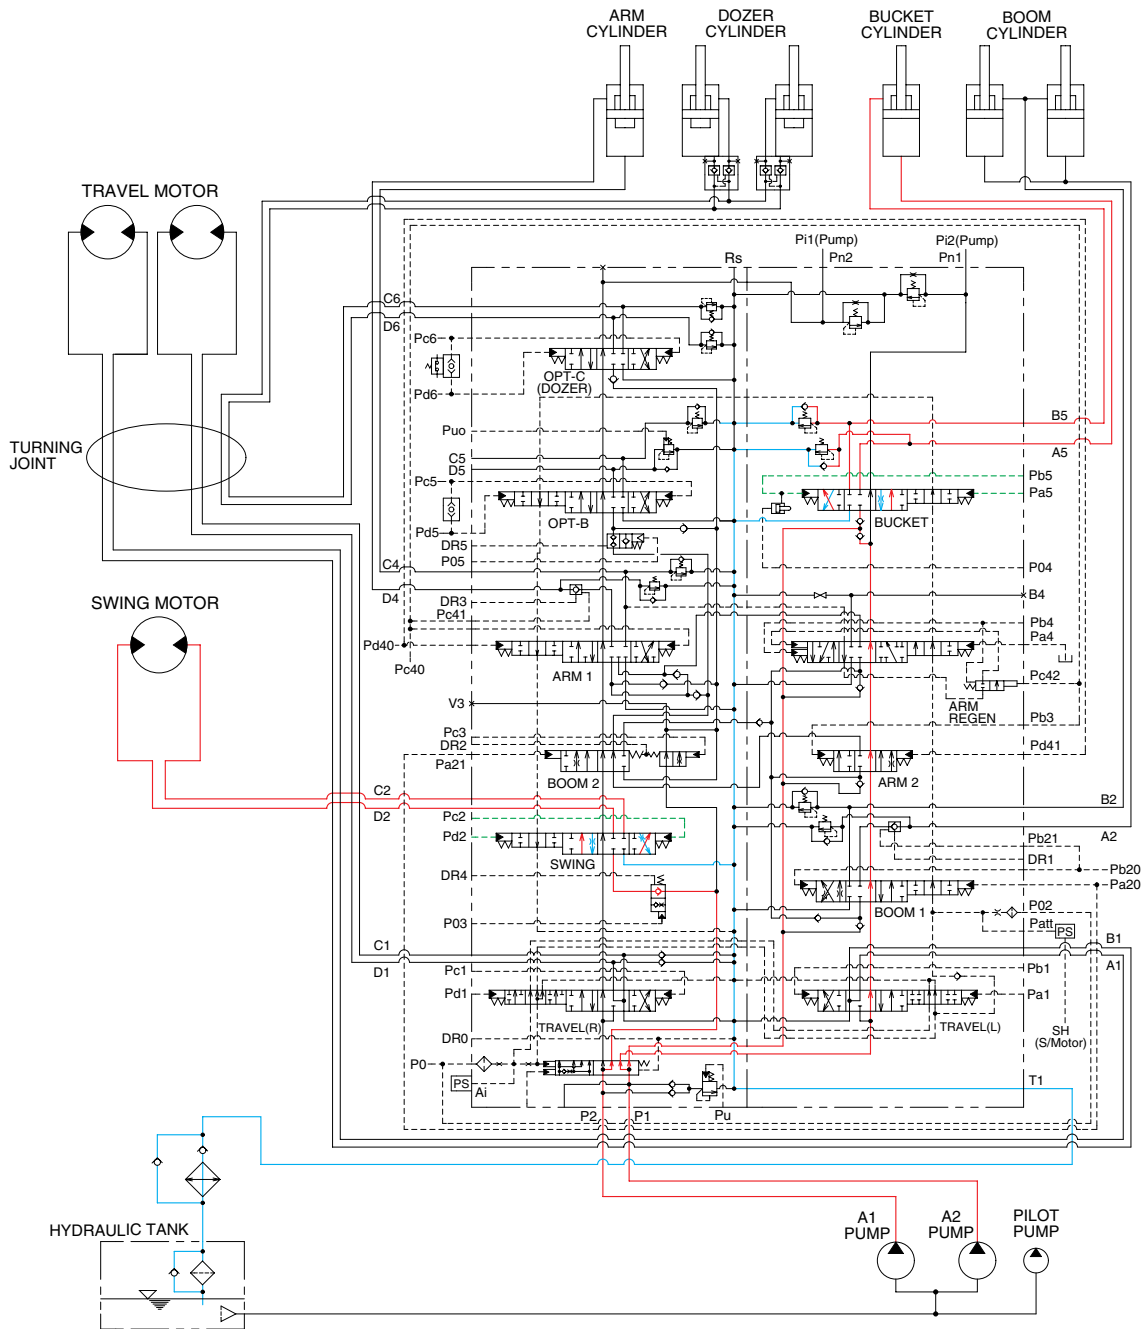 ARM
CYLINDER
DOZER
CYLINDER
BUCKET
CYLINDER
BOOM
CYLINDER
TRAVEL MOTOR
Pi1(Pump)
Pn2
Pi2(Pump)
Pn1
Rs
C6
D6
Pc6
OPT-C
(DOZER)
Pd6
Puo
C5
D5
B5
A5
TURNING
JOINT
Pc5
Pb5
Pa5
OPT-B
BUCKET
Pd5
DR5
P05
P04
C4
D4
DR3
Pc41
B4
SWING MOTOR
Pb4
Pa4
Pd40
Pc40
ARM 1
Pc42
ARM
REGEN
V3
Pb3
Pc3
DR2
Pa21
Pd41
BOOM 2
ARM 2
C2
D2
B2
Pc2
Pd2
A2
SWING
Pb21
DR1
Pb20
Pa20
DR4
BOOM 1
P03
P02
Patt
PS
C1
D1
B1
A1
Pc1
Pb1
Pd1
Pa1
TRAVEL(R)
TRAVEL(L)
SH
(S/Motor)
DR0
P0
PS
Ai
T1
P2
P1
Pu
HYDRAULIC TANK
A1
PUMP
A2
PUMP
PILOT
PUMP